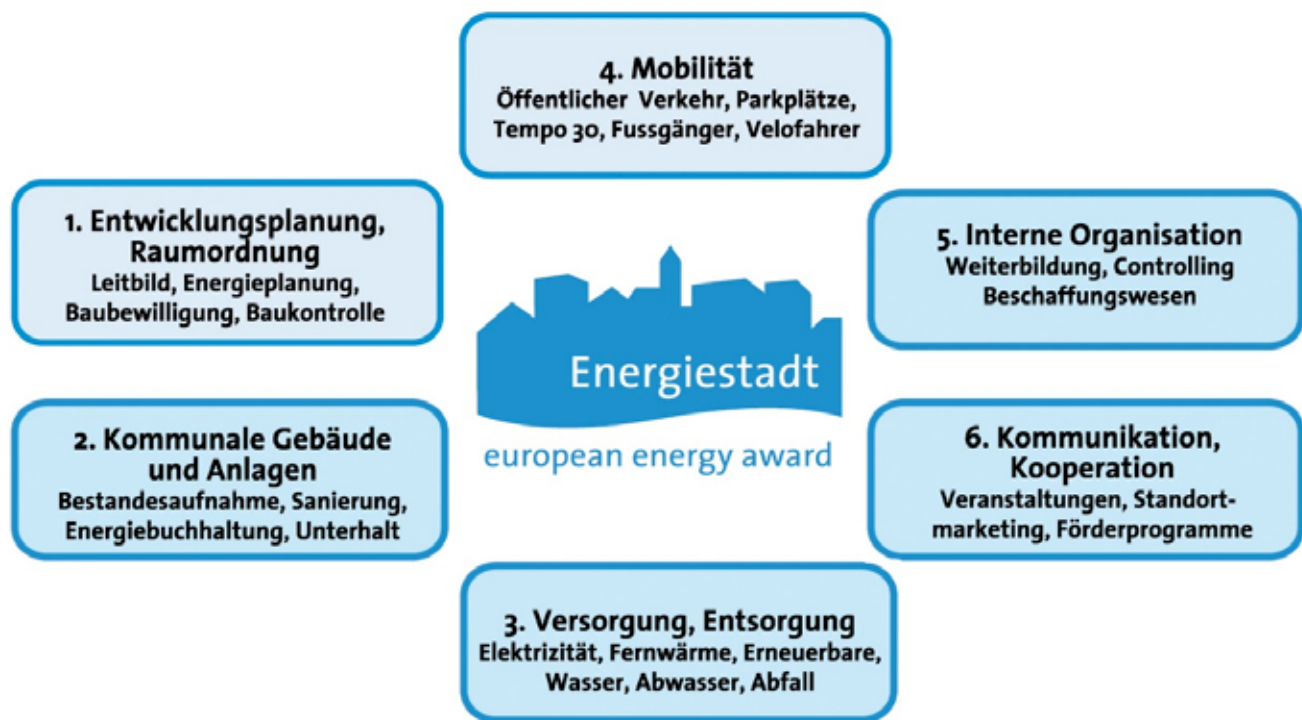 4. Mobilität
Öffentlicher Verkehr, Parkplätze,
Tempo 30, Fussgänger, Velofahrer
1. Entwicklungsplanung,
Raumordnung
Leitbild, Energieplanung,
Baubewilligung, Baukontrolle
5. Interne Organisation
Weiterbildung, Controlling
Beschaffungswesen
Energiestadt
european energy award
2. Kommunale Gebäude
und Anlagen
Bestandesaufnahme, Sanierung,
Energiebuchhaltung, Unterhalt
6. Kommunikation,
Kooperation
Veranstaltungen, Standort-
marketing, Förderprogramme
3. Versorgung, Entsorgung
Elektrizität, Fernwärme, Erneuerbare,
Wasser, Abwasser, Abfall